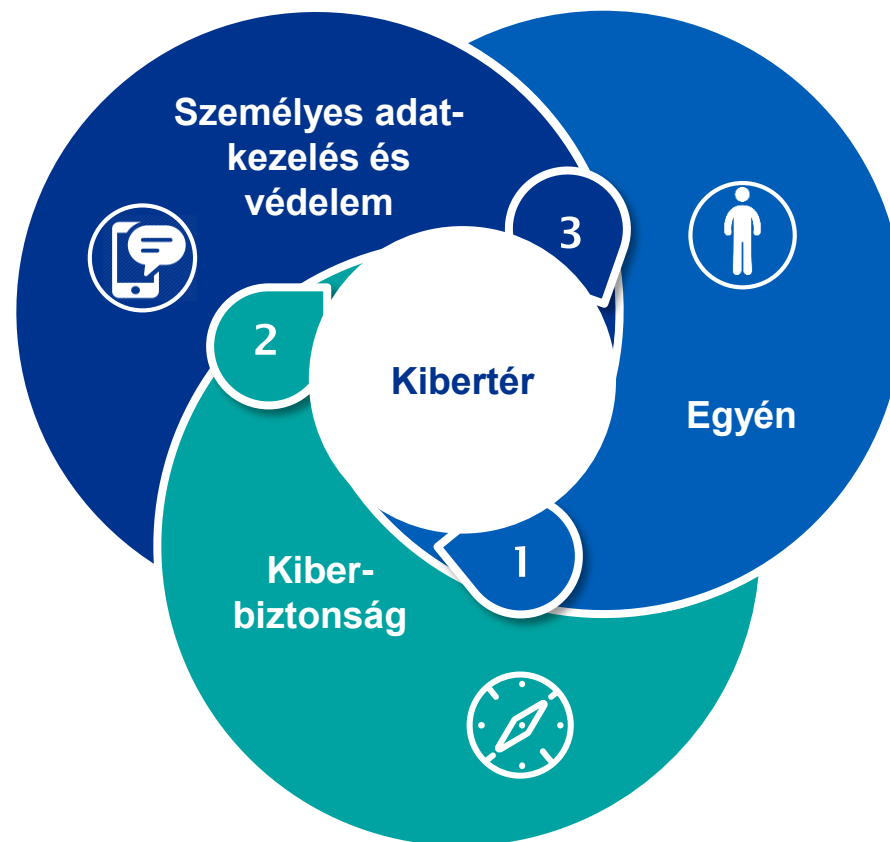 Személyes adat-
kezelés és
védelem
3
2
Kibertér
Egyén
1
Kiber-
biztonság